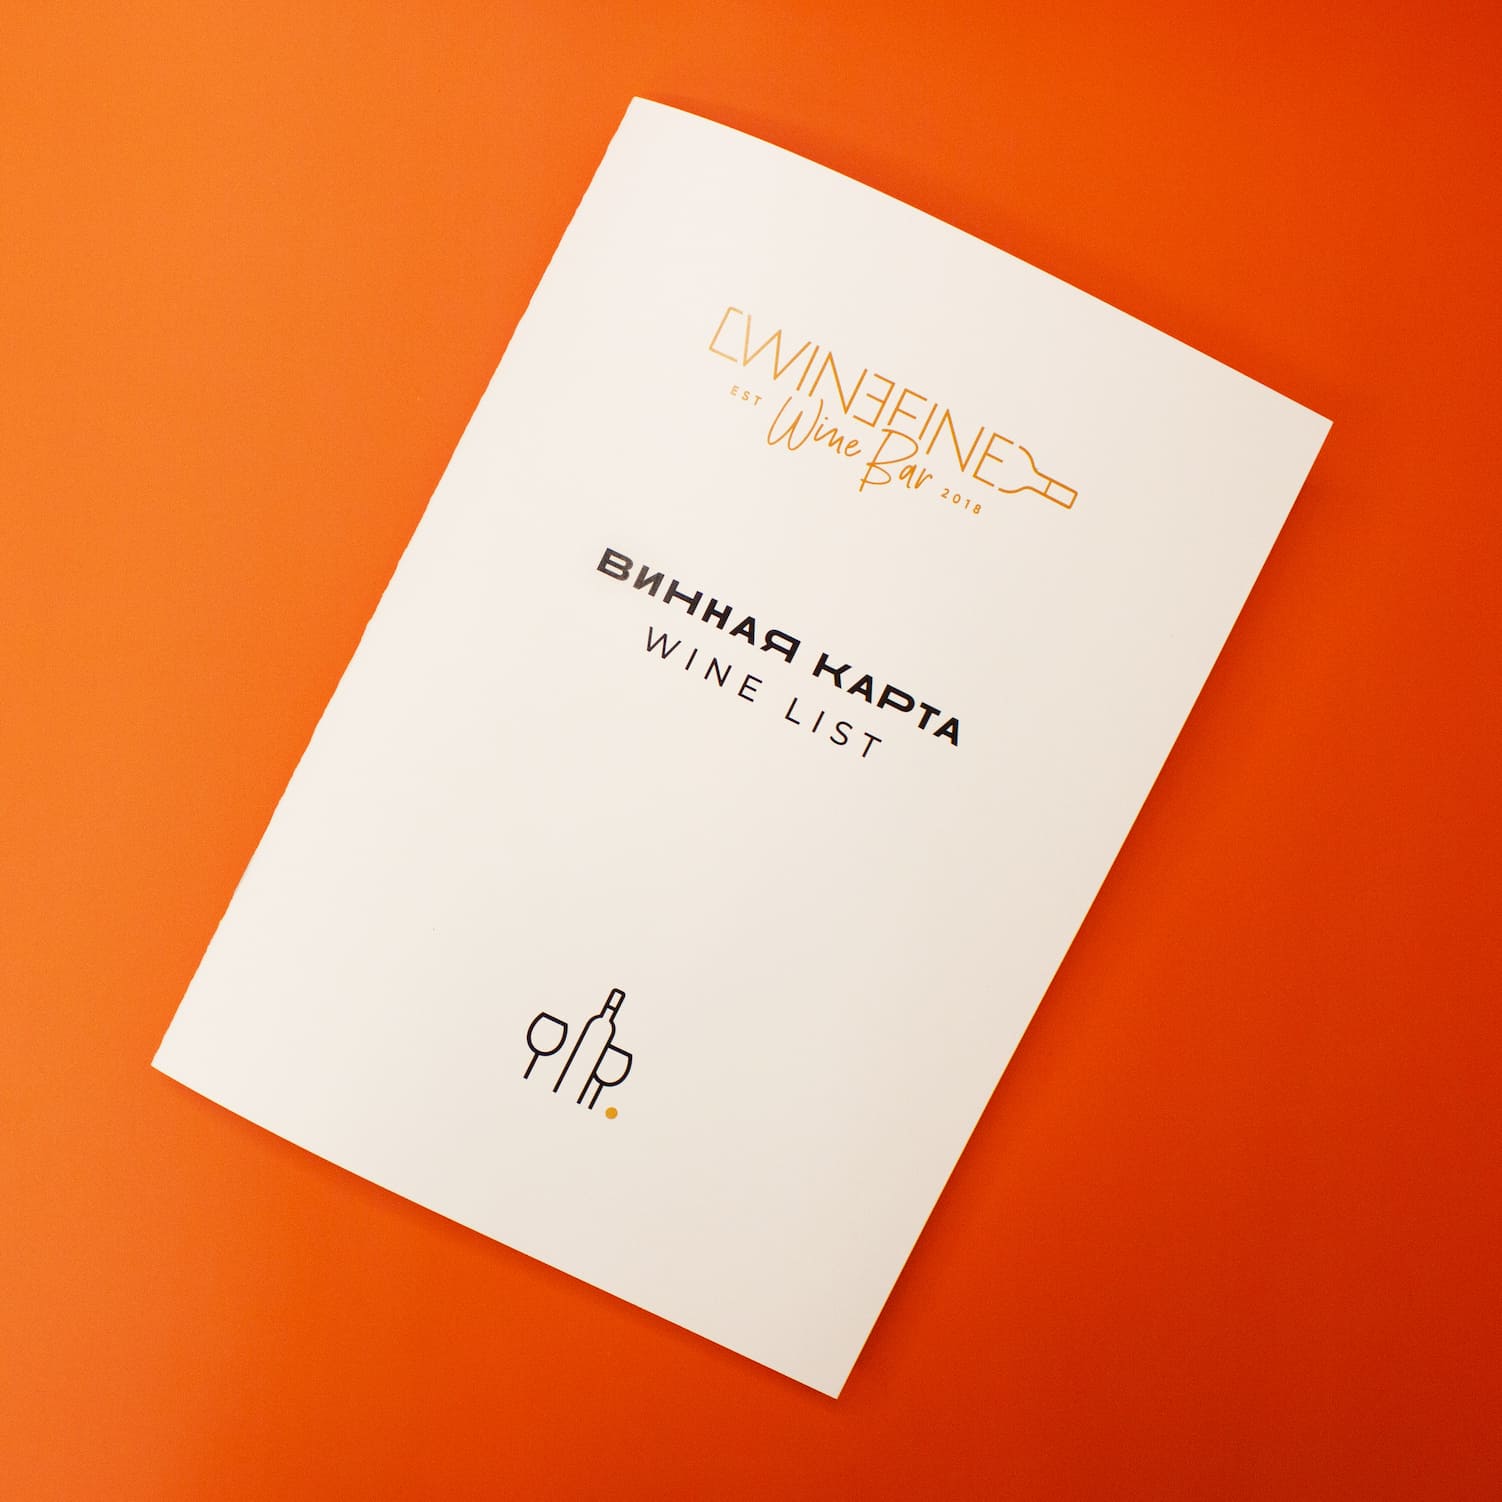 WINEFINE
EST Wine Bar 2018
ВИННАЯ КАРТА
WINE LIST